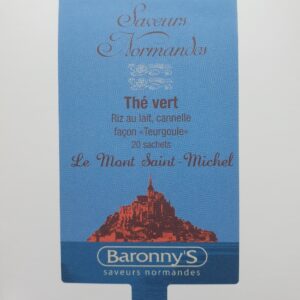 Saveurs
Normandes
Thé vert
Riz au lait, cannelle
façon «Teurgoule»
20 sachets
Le Mont Saint-Michel
Baronny'S
saveurs normandes